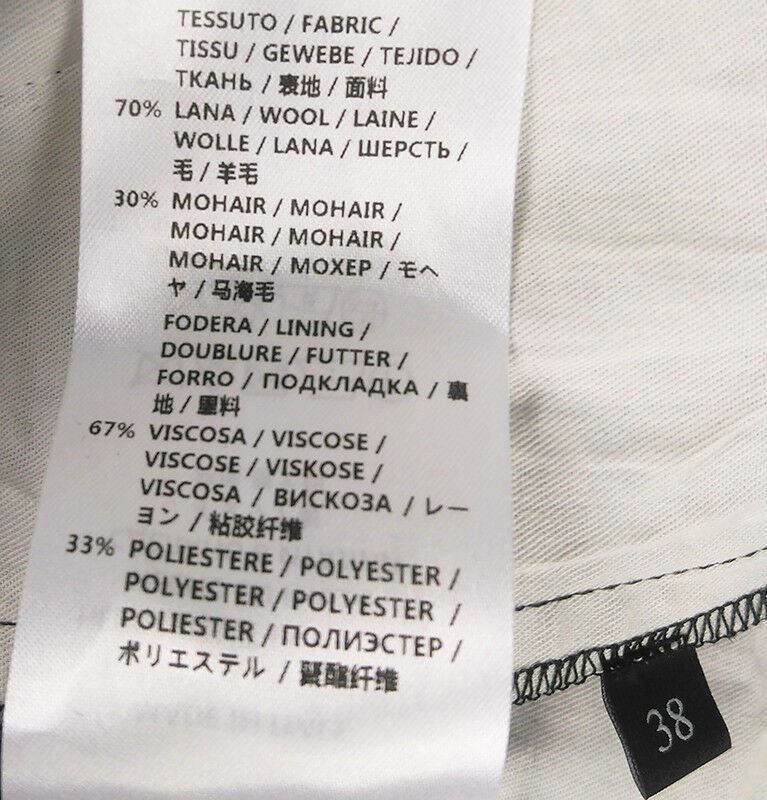 TESSUTO / FABRIC /
TISSU / GEWEBE / TEJIDO /
ТКАНЬ / 表地 / 面料
70% LANA / WOOL / LAINE /
WOLLE / LANA / ШЕРСТЬ /
毛 / 羊毛
30% MOHAIR / MOHAIR /
MOHAIR / MOHAIR /
MOHAIR / МОХЕР / モヘ
ヤ / 马海毛
FODERA / LINING /
DOUBLURE / FUTTER /
FORRO / ПОДКЛАДКА / 裏
地 / 里料
67% VISCOSA / VISCOSE /
VISCOSE / VISKOSE /
VISCOSA / ВИСКОЗА / レー
ヨン / 粘胶纤维
33% POLIESTERE / POLYESTER /
POLYESTER / POLYESTER /
POLIESTER / ПОЛИЭСТЕР /
ポリエステル / 聚酯纤维
38